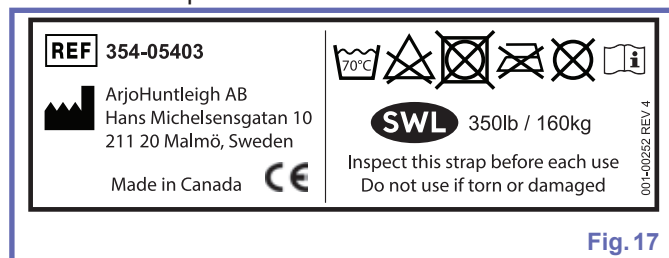 REF 354-05403
ArjoHuntleigh AB
Hans Michelsensgatan 10
211 20 Malmö, Sweden
Made in Canada CE
70°C
i
SWL 350lb / 160kg
Inspect this strap before each use
Do not use if torn or damaged
001-00252 REV 4
Fig. 17